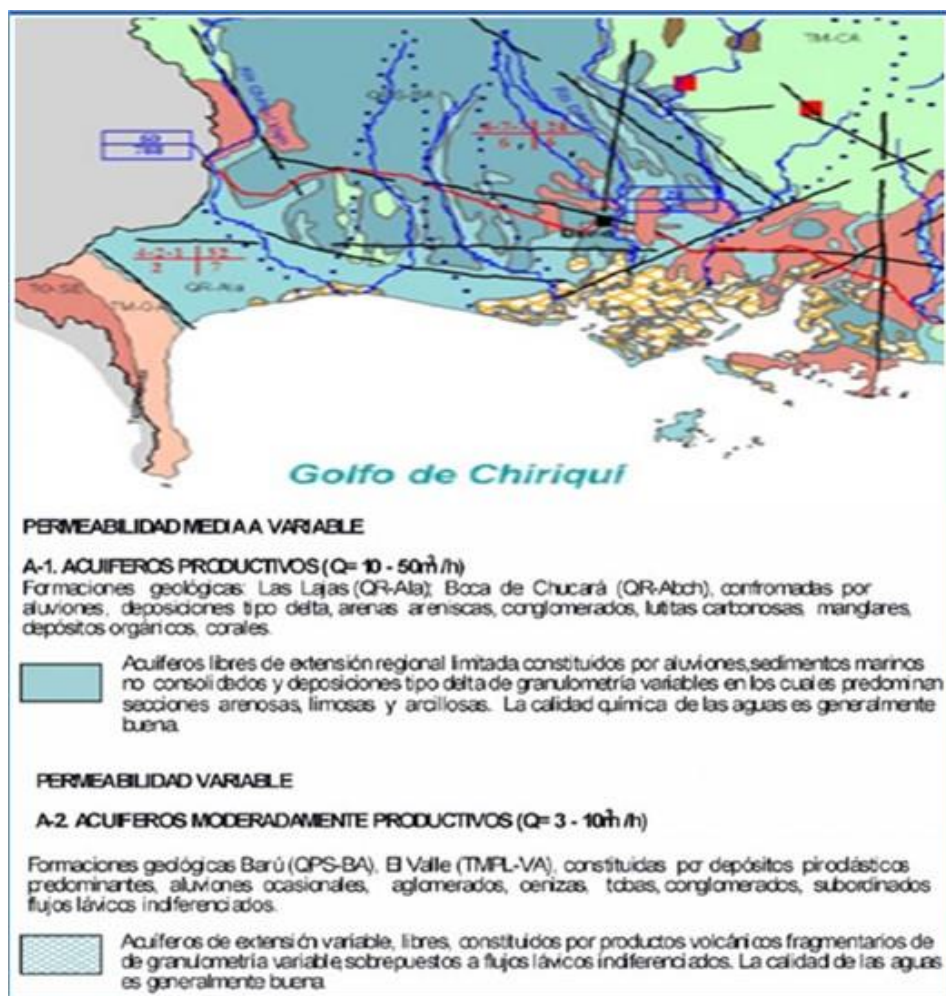 TM-CA
QR-Ala
Golfo de Chiriquí
PERMEABILIDAD MEDIA A VARIABLE
A-1. ACUIFEROS PRODUCTIVOS (Q= 10 - 50m³/h)
Formaciones geológicas: Las Lajas (QR-Ala); Boca de Chucará (QR-Abch), confromadas por
aluviones, deposiciones tipo delta, arenas areniscas, conglomerados, lutitas carbonosas, manglares,
depósitos orgánicos, corales.
Acuíferos libres de extensión regional limitada constituidos por aluviones, sedimentos marinos
no consolidados y deposiciones tipo delta de granulometría variables en los cuales predominan
secciones arenosas, limosas y arcillosas. La calidad química de las aguas es generalmente
buena.
PERMEABILIDAD VARIABLE
A-2. ACUIFEROS MODERADAMENTE PRODUCTIVOS (Q= 3 - 10m³/h)
Formaciones geológicas Barú (QPS-BA), El Valle (TMPL-VA), constituidas por depósitos piroclásticos
predominantes, aluviones ocasionales, aglomerados, cenizas, tobas, conglomerados, subordinados
flujos lávicos indiferenciados.
Acuíferos de extensión variable, libres, constituidos por productos volcánicos fragmentarios de
de granulometría variable, sobrepuestos a flujos lávicos indiferenciados. La calidad de las aguas
es generalmente buena